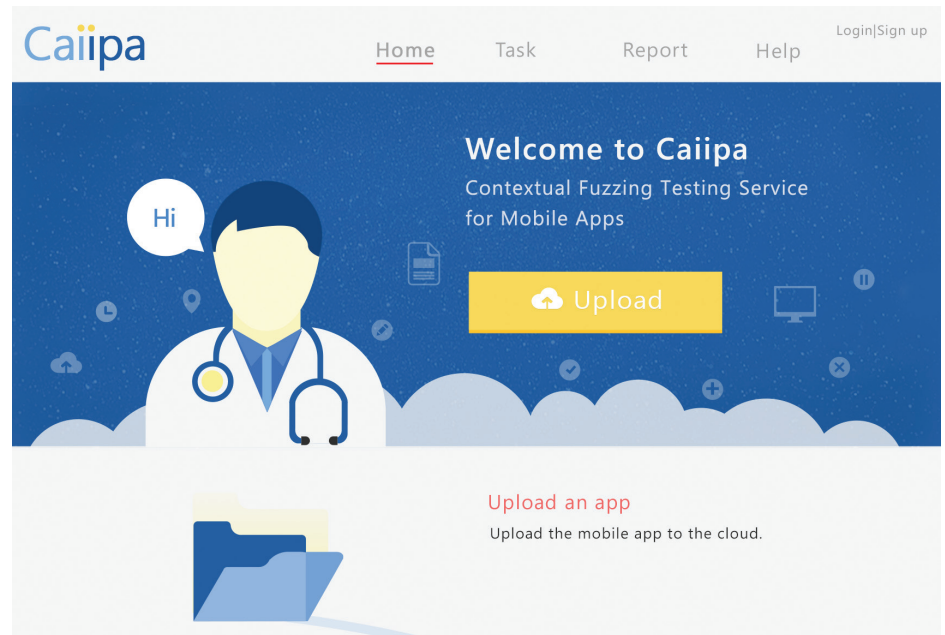 Caiipa
Home Task Report Help
Login|Sign up
Hi
Welcome to Caiipa
Contextual Fuzzing Testing Service
for Mobile Apps
Upload
Upload an app
Upload the mobile app to the cloud.